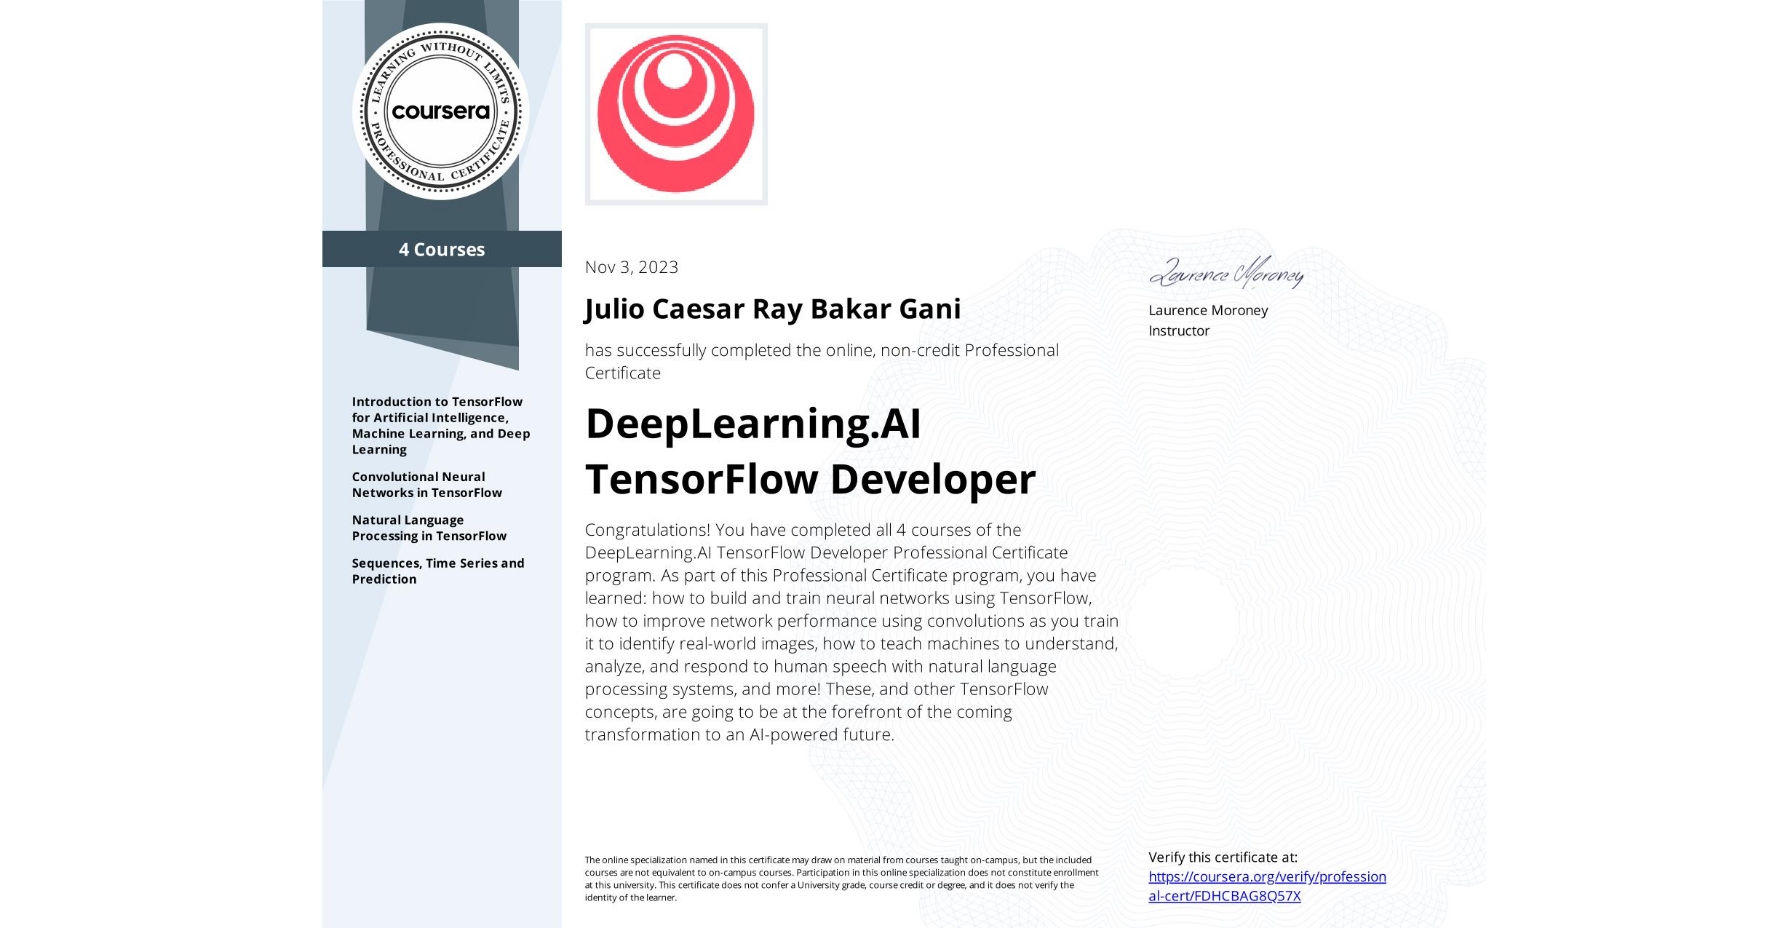 LEARNING WITHOUT LIMITS
coursera
PROFESSIONAL CERTIFICATE
4 Courses
Introduction to TensorFlow
for Artificial Intelligence,
Machine Learning, and Deep
Learning
Convolutional Neural
Networks in TensorFlow
Natural Language
Processing in TensorFlow
Sequences, Time Series and
Prediction
Nov 3, 2023
Julio Caesar Ray Bakar Gani
has successfully completed the online, non-credit Professional
Certificate
DeepLearning.AI
TensorFlow Developer
Congratulations! You have completed all 4 courses of the
DeepLearning.AI TensorFlow Developer Professional Certificate
program. As part of this Professional Certificate program, you have
learned: how to build and train neural networks using TensorFlow,
how to improve network performance using convolutions as you train
it to identify real-world images, how to teach machines to understand,
analyze, and respond to human speech with natural language
processing systems, and more! These, and other TensorFlow
concepts, are going to be at the forefront of the coming
transformation to an AI-powered future.
The online specialization named in this certificate may draw on material from courses taught on-campus, but the included
courses are not equivalent to on-campus courses. Participation in this online specialization does not constitute enrollment
at this university. This certificate does not confer a University grade, course credit or degree, and it does not verify the
identity of the learner.
Laurence Moroney
Laurence Moroney
Instructor
Verify this certificate at:
https://coursera.org/verify/profession
al-cert/FDHCBAG8Q57X